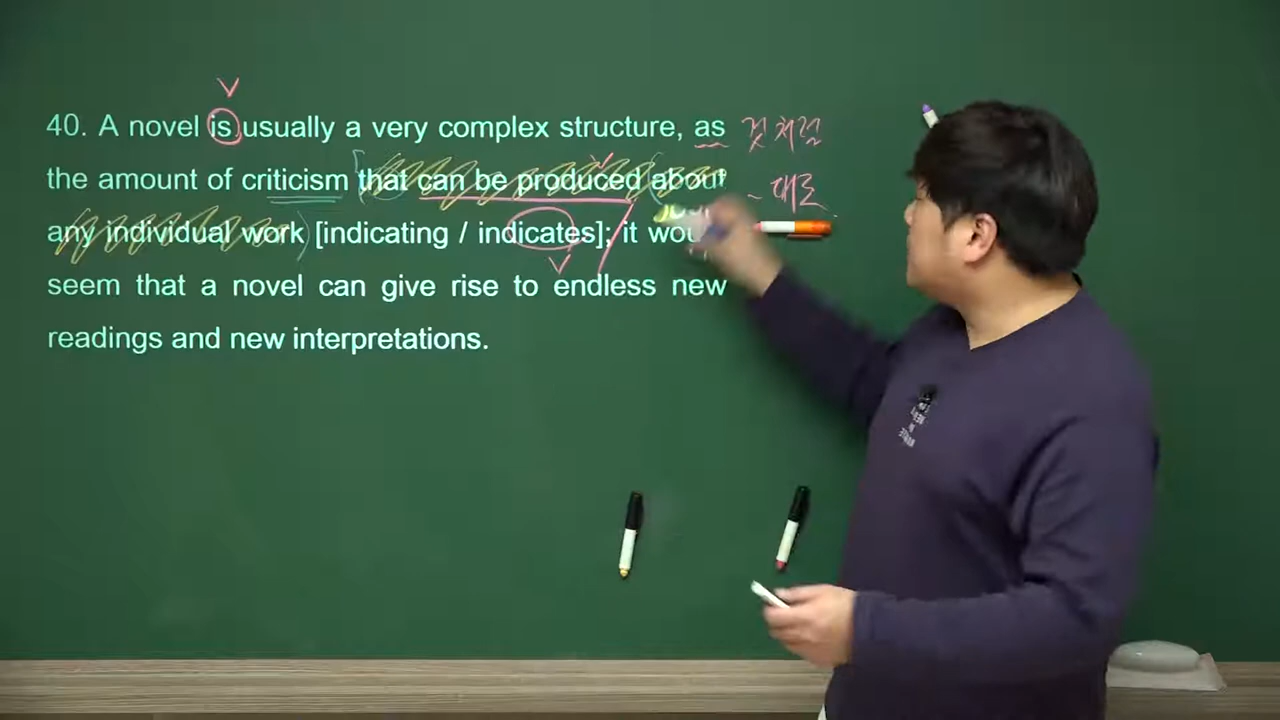 V
40. A novel is usually a very complex structure, as 것처럼
the amount of criticism [that can be produced about ~대로
any individual work) [indicating / indicates]; it
V
seem that a novel can give rise to endless new
readings and new interpretations.